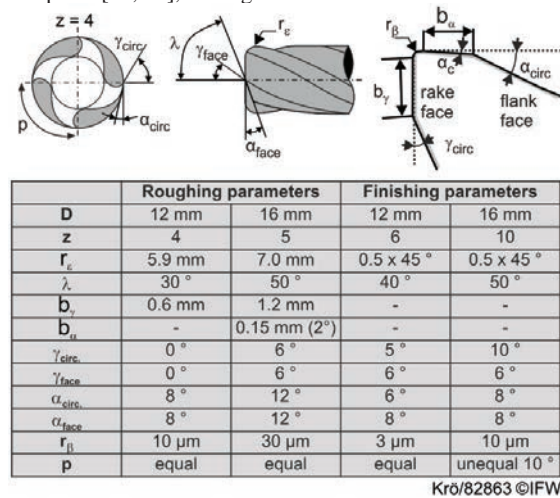 z = 4
γcirc
p
αcirc
λ
γface
rε
αface
rβ
bα
αc
αcirc
bγ
rake
face
flank
face
γcirc
Roughing parameters Finishing parameters
D 12 mm 16 mm 12 mm 16 mm
z 4 5 6 10
rε 5.9 mm 7.0 mm 0.5 x 45 ° 0.5 x 45 °
λ 30 ° 50 ° 40 ° 50 °
bγ 0.6 mm 1.2 mm - -
bα - 0.15 mm (2°) - -
γcirc. 0 ° 6 ° 5 ° 10 °
γface 0 ° 6 ° 6 ° 6 °
αcirc. 8 ° 12 ° 6 ° 8 °
αface 8 ° 12 ° 8 ° 8 °
rβ 10 µm 30 µm 3 µm 10 µm
p equal equal equal unequal 10 °
Krö/82863 ©IFW